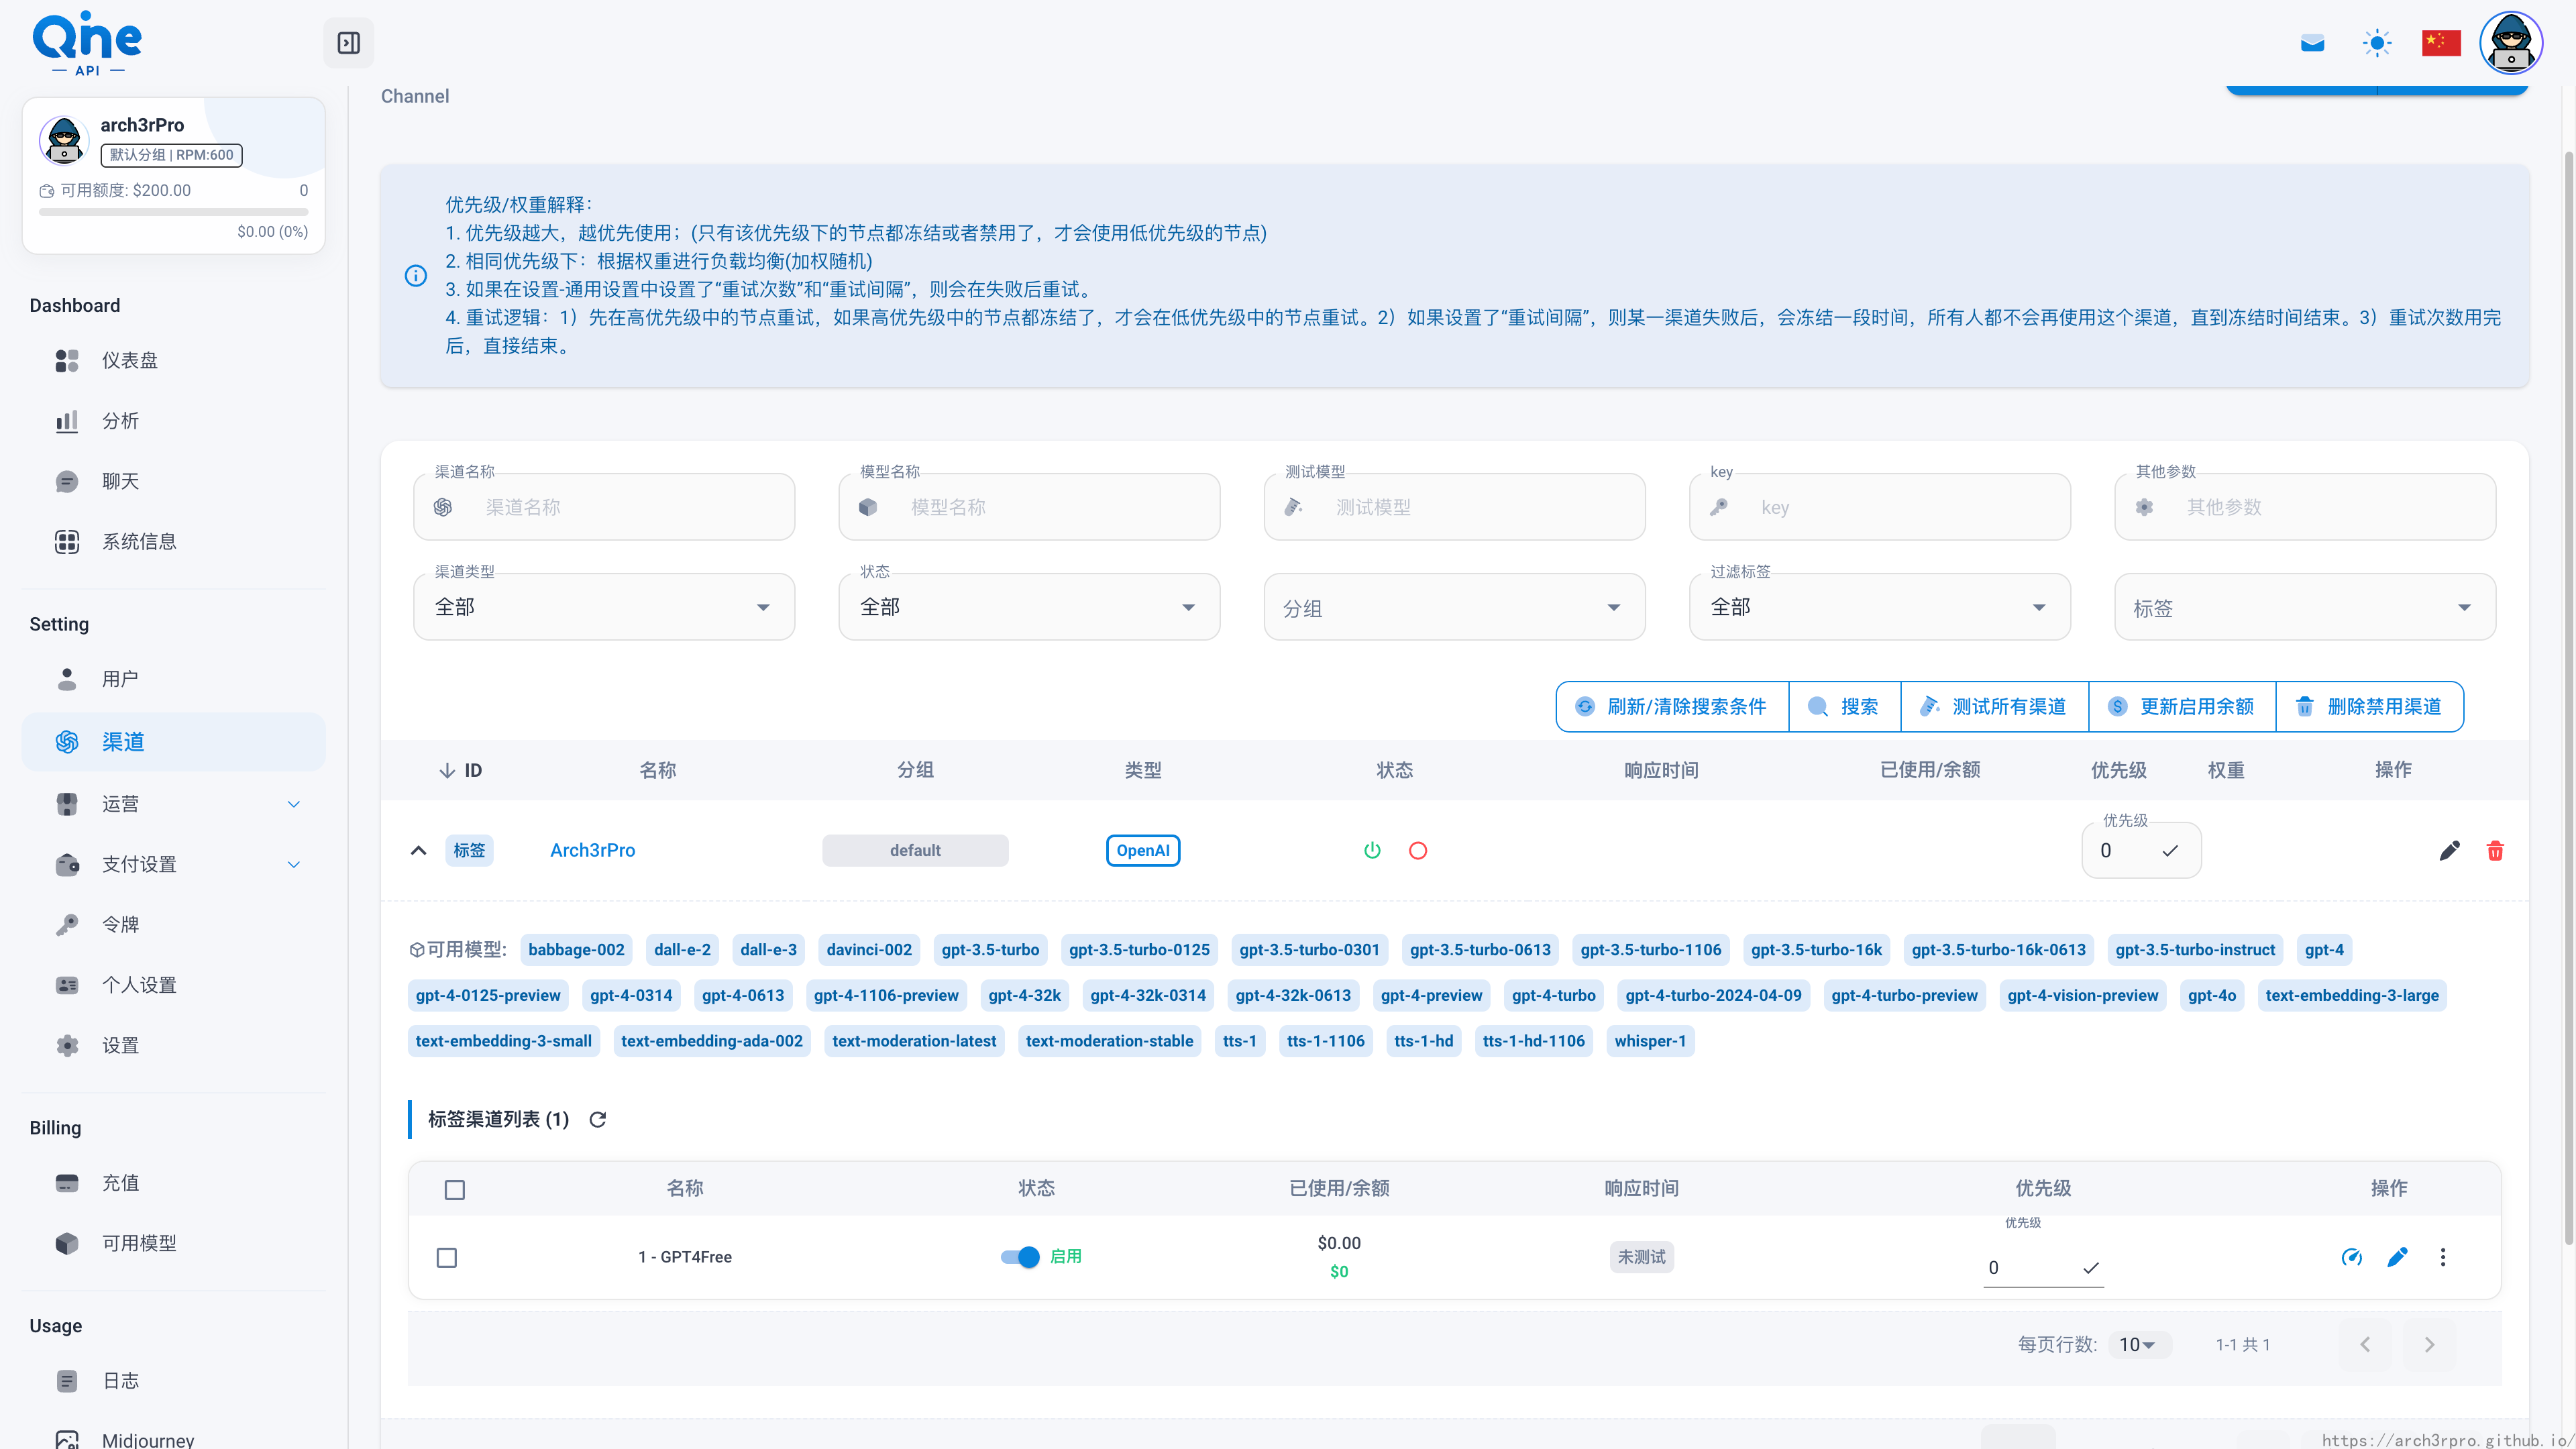 One
API
Channel
arch3rPro
默认分组 | RPM:600
可用额度: $200.00 0
$0.00 (0%)
Dashboard
仪表盘
分析
聊天
系统信息
Setting
用户
渠道
运营
支付设置
令牌
个人设置
设置
Billing
充值
可用模型
Usage
日志
Midjourney
优先级/权重解释：
1. 优先级越大，越优先使用；(只有该优先级下的节点都冻结或者禁用了，才会使用低优先级的节点)
2. 相同优先级下：根据权重进行负载均衡(加权随机)
3. 如果在设置-通用设置中设置了“重试次数”和“重试间隔”，则会在失败后重试。
4. 重试逻辑：1）先在高优先级中的节点重试，如果高优先级中的节点都冻结了，才会在低优先级中的节点重试。2）如果设置了“重试间隔”，则某一渠道失败后，会冻结一段时间，所有人都不会再使用这个渠道，直到冻结时间结束。3）重试次数用完
后，直接结束。
渠道名称 模型名称 测试模型 key 其他参数
渠道名称 模型名称 测试模型 key 其他参数
渠道类型 状态 过滤标签
全部 全部 分组 全部 标签
刷新/清除搜索条件 搜索 测试所有渠道 更新启用余额 删除禁用渠道
ID 名称 分组 类型 状态 响应时间 已使用/余额 优先级 权重 操作
优先级
标签 Arch3rPro default OpenAI 0
可用模型: babbage-002 dall-e-2 dall-e-3 davinci-002 gpt-3.5-turbo gpt-3.5-turbo-0125 gpt-3.5-turbo-0301 gpt-3.5-turbo-0613 gpt-3.5-turbo-1106 gpt-3.5-turbo-16k gpt-3.5-turbo-16k-0613 gpt-3.5-turbo-instruct gpt-4
gpt-4-0125-preview gpt-4-0314 gpt-4-0613 gpt-4-1106-preview gpt-4-32k gpt-4-32k-0314 gpt-4-32k-0613 gpt-4-preview gpt-4-turbo gpt-4-turbo-2024-04-09 gpt-4-turbo-preview gpt-4-vision-preview gpt-4o text-embedding-3-large
text-embedding-3-small text-embedding-ada-002 text-moderation-latest text-moderation-stable tts-1 tts-1-1106 tts-1-hd tts-1-hd-1106 whisper-1
标签渠道列表 (1)
名称 状态 已使用/余额 响应时间 优先级 操作
优先级
1 - GPT4Free 启用 $0.00 未测试 0
$0
每页行数: 10 1-1 共 1
https://arch3rpro.github.io/